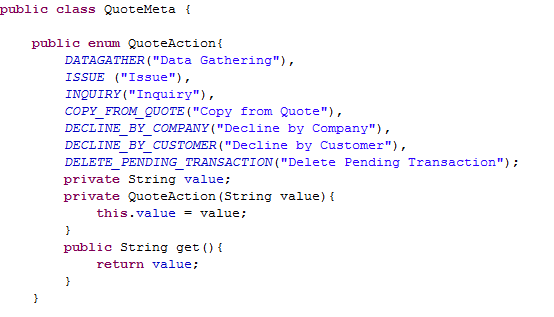 public class QuoteMeta {
public enum QuoteAction{
DATAGATHER("Data Gathering"),
ISSUE ("Issue"),
INQUIRY("Inquiry"),
COPY_FROM_QUOTE("Copy from Quote"),
DECLINE_BY_COMPANY("Decline by Company"),
DECLINE_BY_CUSTOMER("Decline by Customer"),
DELETE_PENDING_TRANSACTION("Delete Pending Transaction");
private String value;
private QuoteAction(String value){
this.value = value;
}
public String get(){
return value;
}
}